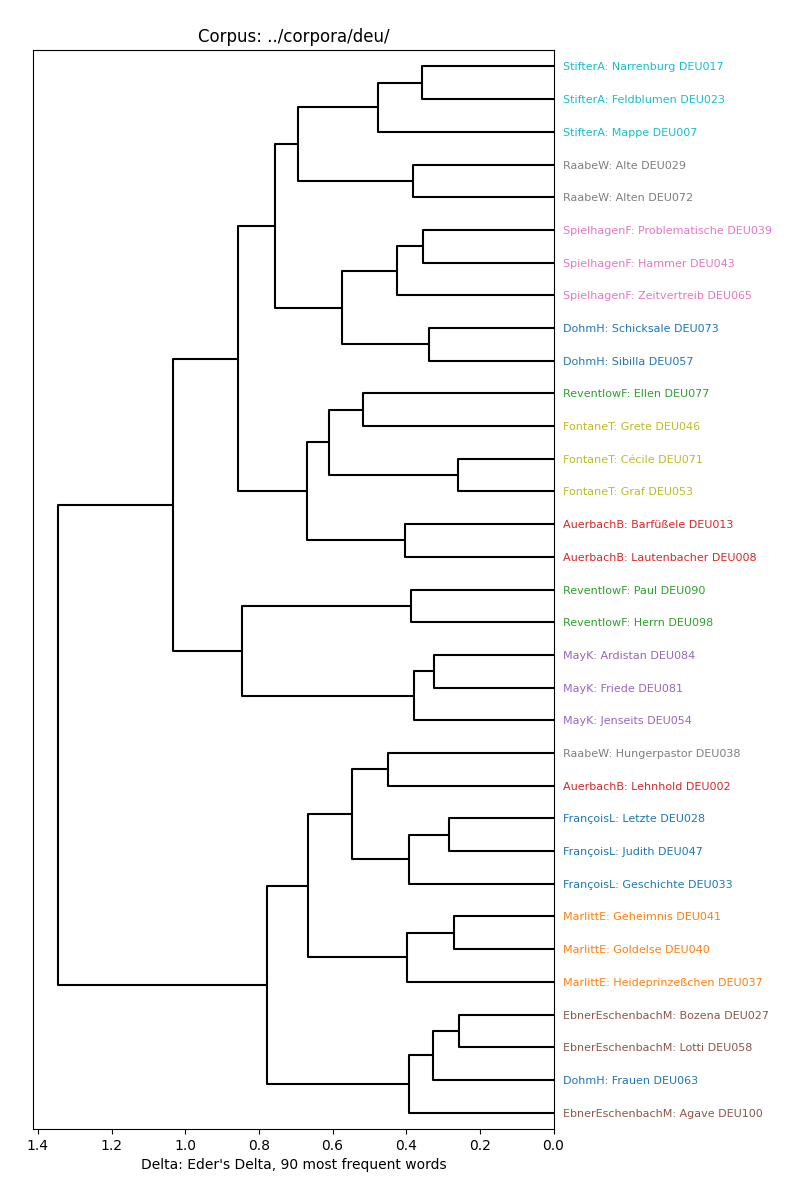 Corpus: ../corpora/deu/
StifterA: Narrenburg DEU017
StifterA: Feldblumen DEU023
StifterA: Mappe DEU007
RaabeW: Alte DEU029
RaabeW: Alten DEU072
SpielhagenF: Problematische DEU039
SpielhagenF: Hammer DEU043
SpielhagenF: Zeitvertreib DEU065
DohmH: Schicksale DEU073
DohmH: Sibilla DEU057
ReventlowF: Ellen DEU077
FontaneT: Grete DEU046
FontaneT: Cécile DEU071
FontaneT: Graf DEU053
AuerbachB: Barfüßele DEU013
AuerbachB: Lautenbacher DEU008
ReventlowF: Paul DEU090
ReventlowF: Herrn DEU098
MayK: Ardistan DEU084
MayK: Friede DEU081
MayK: Jenseits DEU054
RaabeW: Hungerpastor DEU038
AuerbachB: Lehnhold DEU002
FrançoisL: Letzte DEU028
FrançoisL: Judith DEU047
FrançoisL: Geschichte DEU033
MarlittE: Geheimnis DEU041
MarlittE: Goldelse DEU040
MarlittE: Heideprinzeßchen DEU037
EbnerEschenbachM: Bozena DEU027
EbnerEschenbachM: Lotti DEU058
DohmH: Frauen DEU063
EbnerEschenbachM: Agave DEU100
1.4 1.2 1.0 0.8 0.6 0.4 0.2 0.0
Delta: Eder's Delta, 90 most frequent words